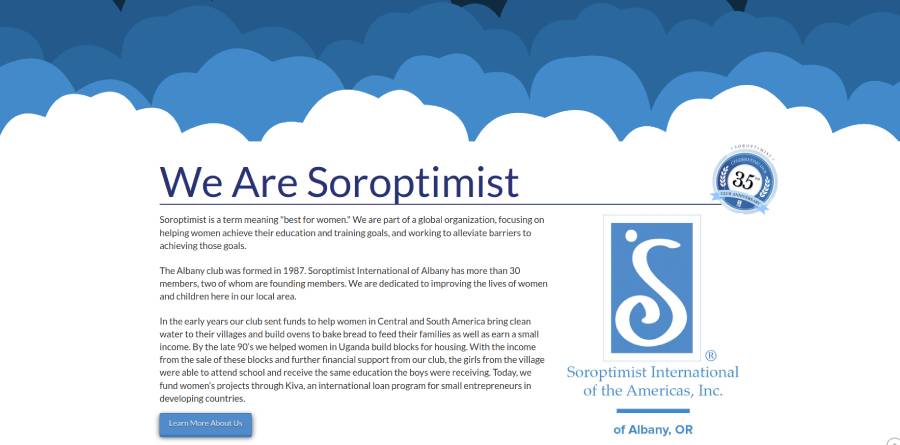 We Are Soroptimist
SOROPTIMIST
35
CLUB ANNIVERSARY
Soroptimist is a term meaning "best for women." We are part of a global organization, focusing on
helping women achieve their education and training goals, and working to alleviate barriers to
achieving those goals.
The Albany club was formed in 1987. Soroptimist International of Albany has more than 30
members, two of whom are founding members. We are dedicated to improving the lives of women
and children here in our local area.
In the early years our club sent funds to help women in Central and South America bring clean
water to their villages and build ovens to bake bread to feed their families as well as earn a small
income. By the late 90's we helped women in Uganda build blocks for housing. With the income
from the sale of these blocks and further financial support from our club, the girls from the village
were able to attend school and receive the same education the boys were receiving. Today, we
fund women's projects through Kiva, an international loan program for small entrepreneurs in
developing countries.
Learn More About Us
S
®
Soroptimist International
of the Americas, Inc.
of Albany, OR